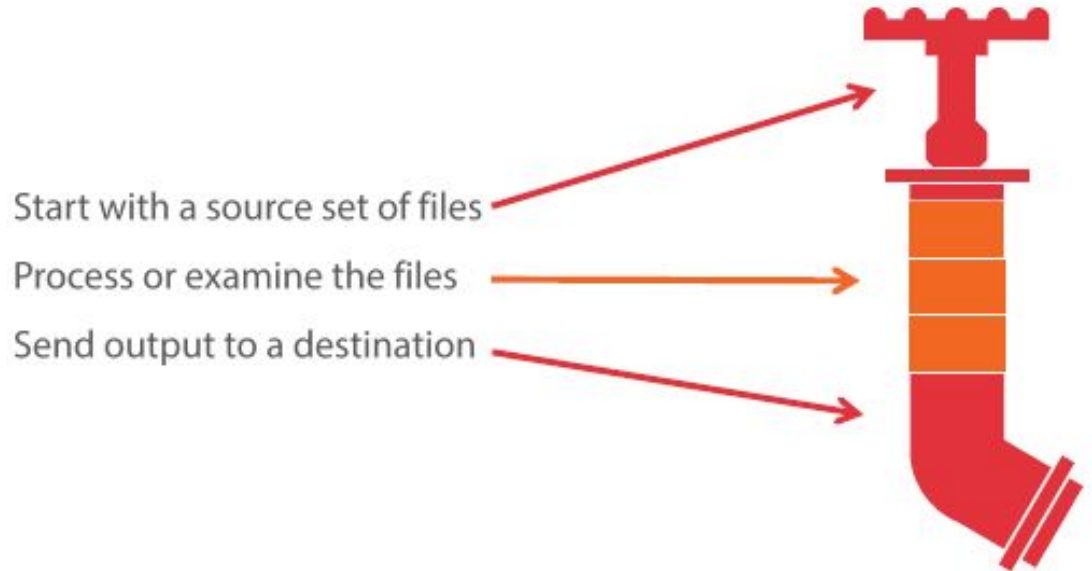 Start with a source set of files
Process or examine the files
Send output to a destination